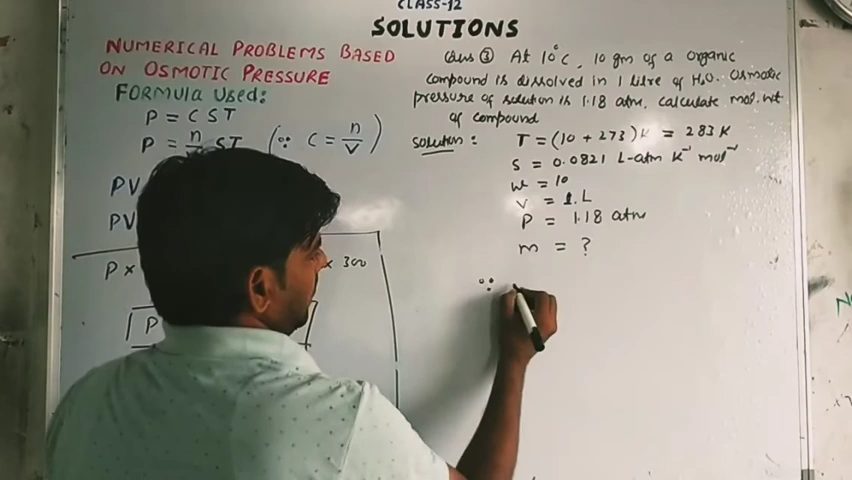 CLASS-12
SOLUTIONS
NUMERICAL PROBLEMS BASED
ON OSMOTIC PRESSURE
FORMULA USED:
P = CST
P = n/V ST (∵ C = n/V)
PV
PV
P × × 300
P
Ques ③ At 10°C, 10 gm of a organic
compound is dissolved in 1 litre of H₂O. Osmotic
pressure of solution is 1.18 atm, calculate mol. wt
of compound
Solution: T = (10 + 273) K = 283 K
S = 0.0821 L-atm K⁻¹ mol⁻¹
w = 10
V = 1.L
P = 1.18 atm
m = ?
∵